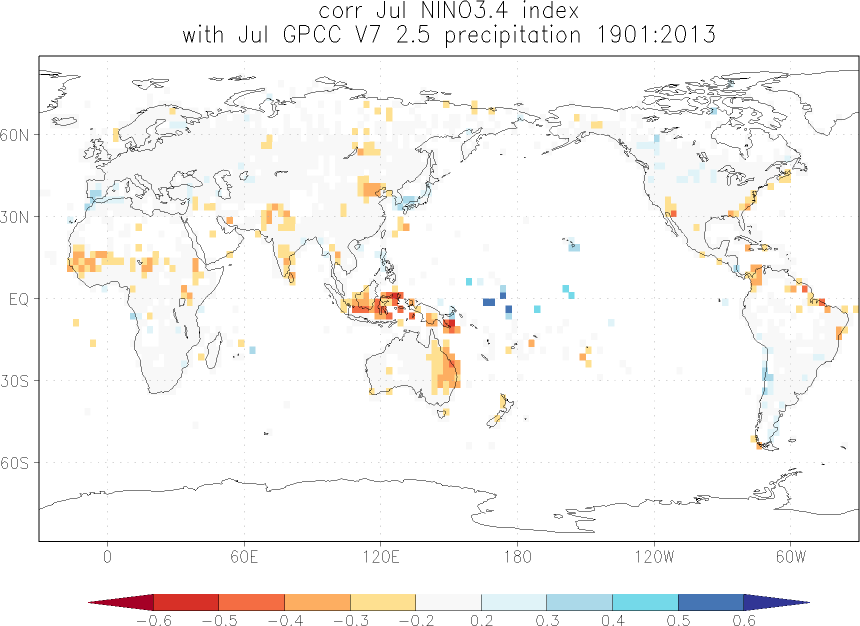 corr Jul NINO3.4 index
with Jul GPCC V7 2.5 precipitation 1901:2013
60N
30N
EQ
30S
60S
0 60E 120E 180 120W 60W
-0.6 -0.5 -0.4 -0.3 -0.2 0.2 0.3 0.4 0.5 0.6